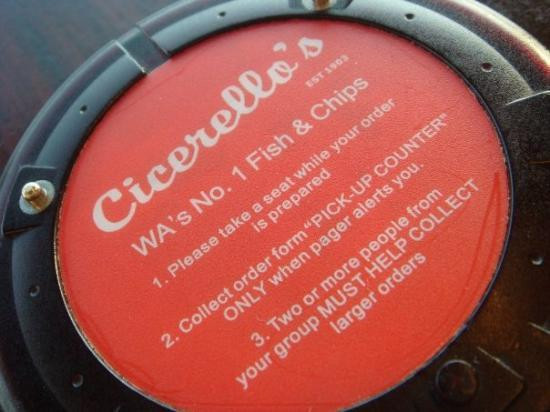 Cicerello's
EST 1903
WA's No. 1 Fish & Chips
1. Please take a seat while your order
is prepared
2. Collect order form "PICK-UP COUNTER"
ONLY when pager alerts you.
3. Two or more people from
your group MUST HELP COLLECT
larger orders